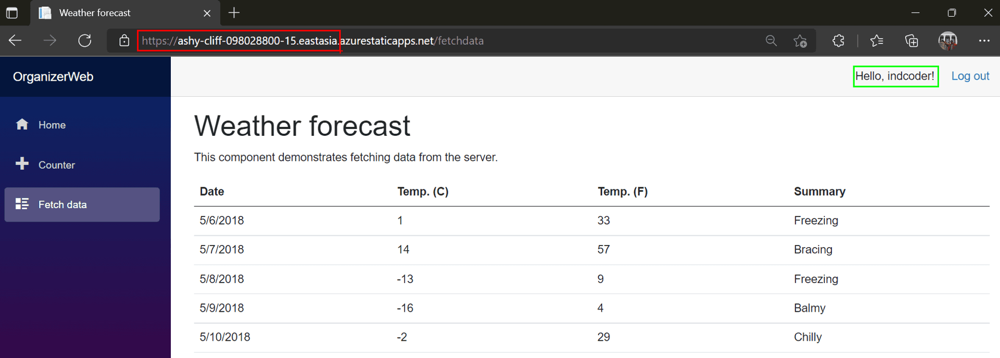 Weather forecast
https://ashy-cliff-098028800-15.eastasia.azurestaticapps.net/fetchdata
OrganizerWeb
Hello, indcoder! Log out
Home
Counter
Fetch data
Weather forecast
This component demonstrates fetching data from the server.
Date Temp. (C) Temp. (F) Summary
5/6/2018 1 33 Freezing
5/7/2018 14 57 Bracing
5/8/2018 -13 9 Freezing
5/9/2018 -16 4 Balmy
5/10/2018 -2 29 Chilly